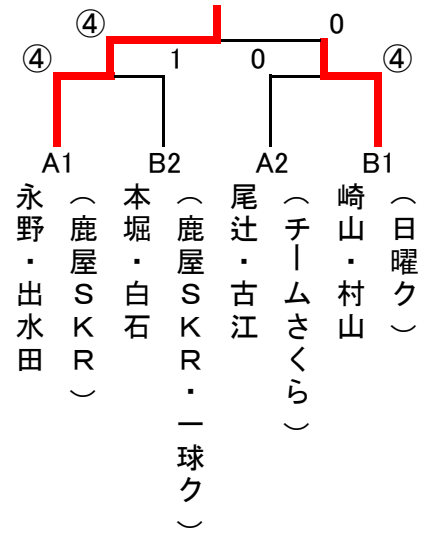 ④ 0
④ 1 0 ④
A1 B2 A2 B1
永野・出水田
（鹿屋SKR）
本堀・白石
（鹿屋SKR・一球ク）
尾辻・古江
（チームさくら）
崎山・村山
（日曜ク）